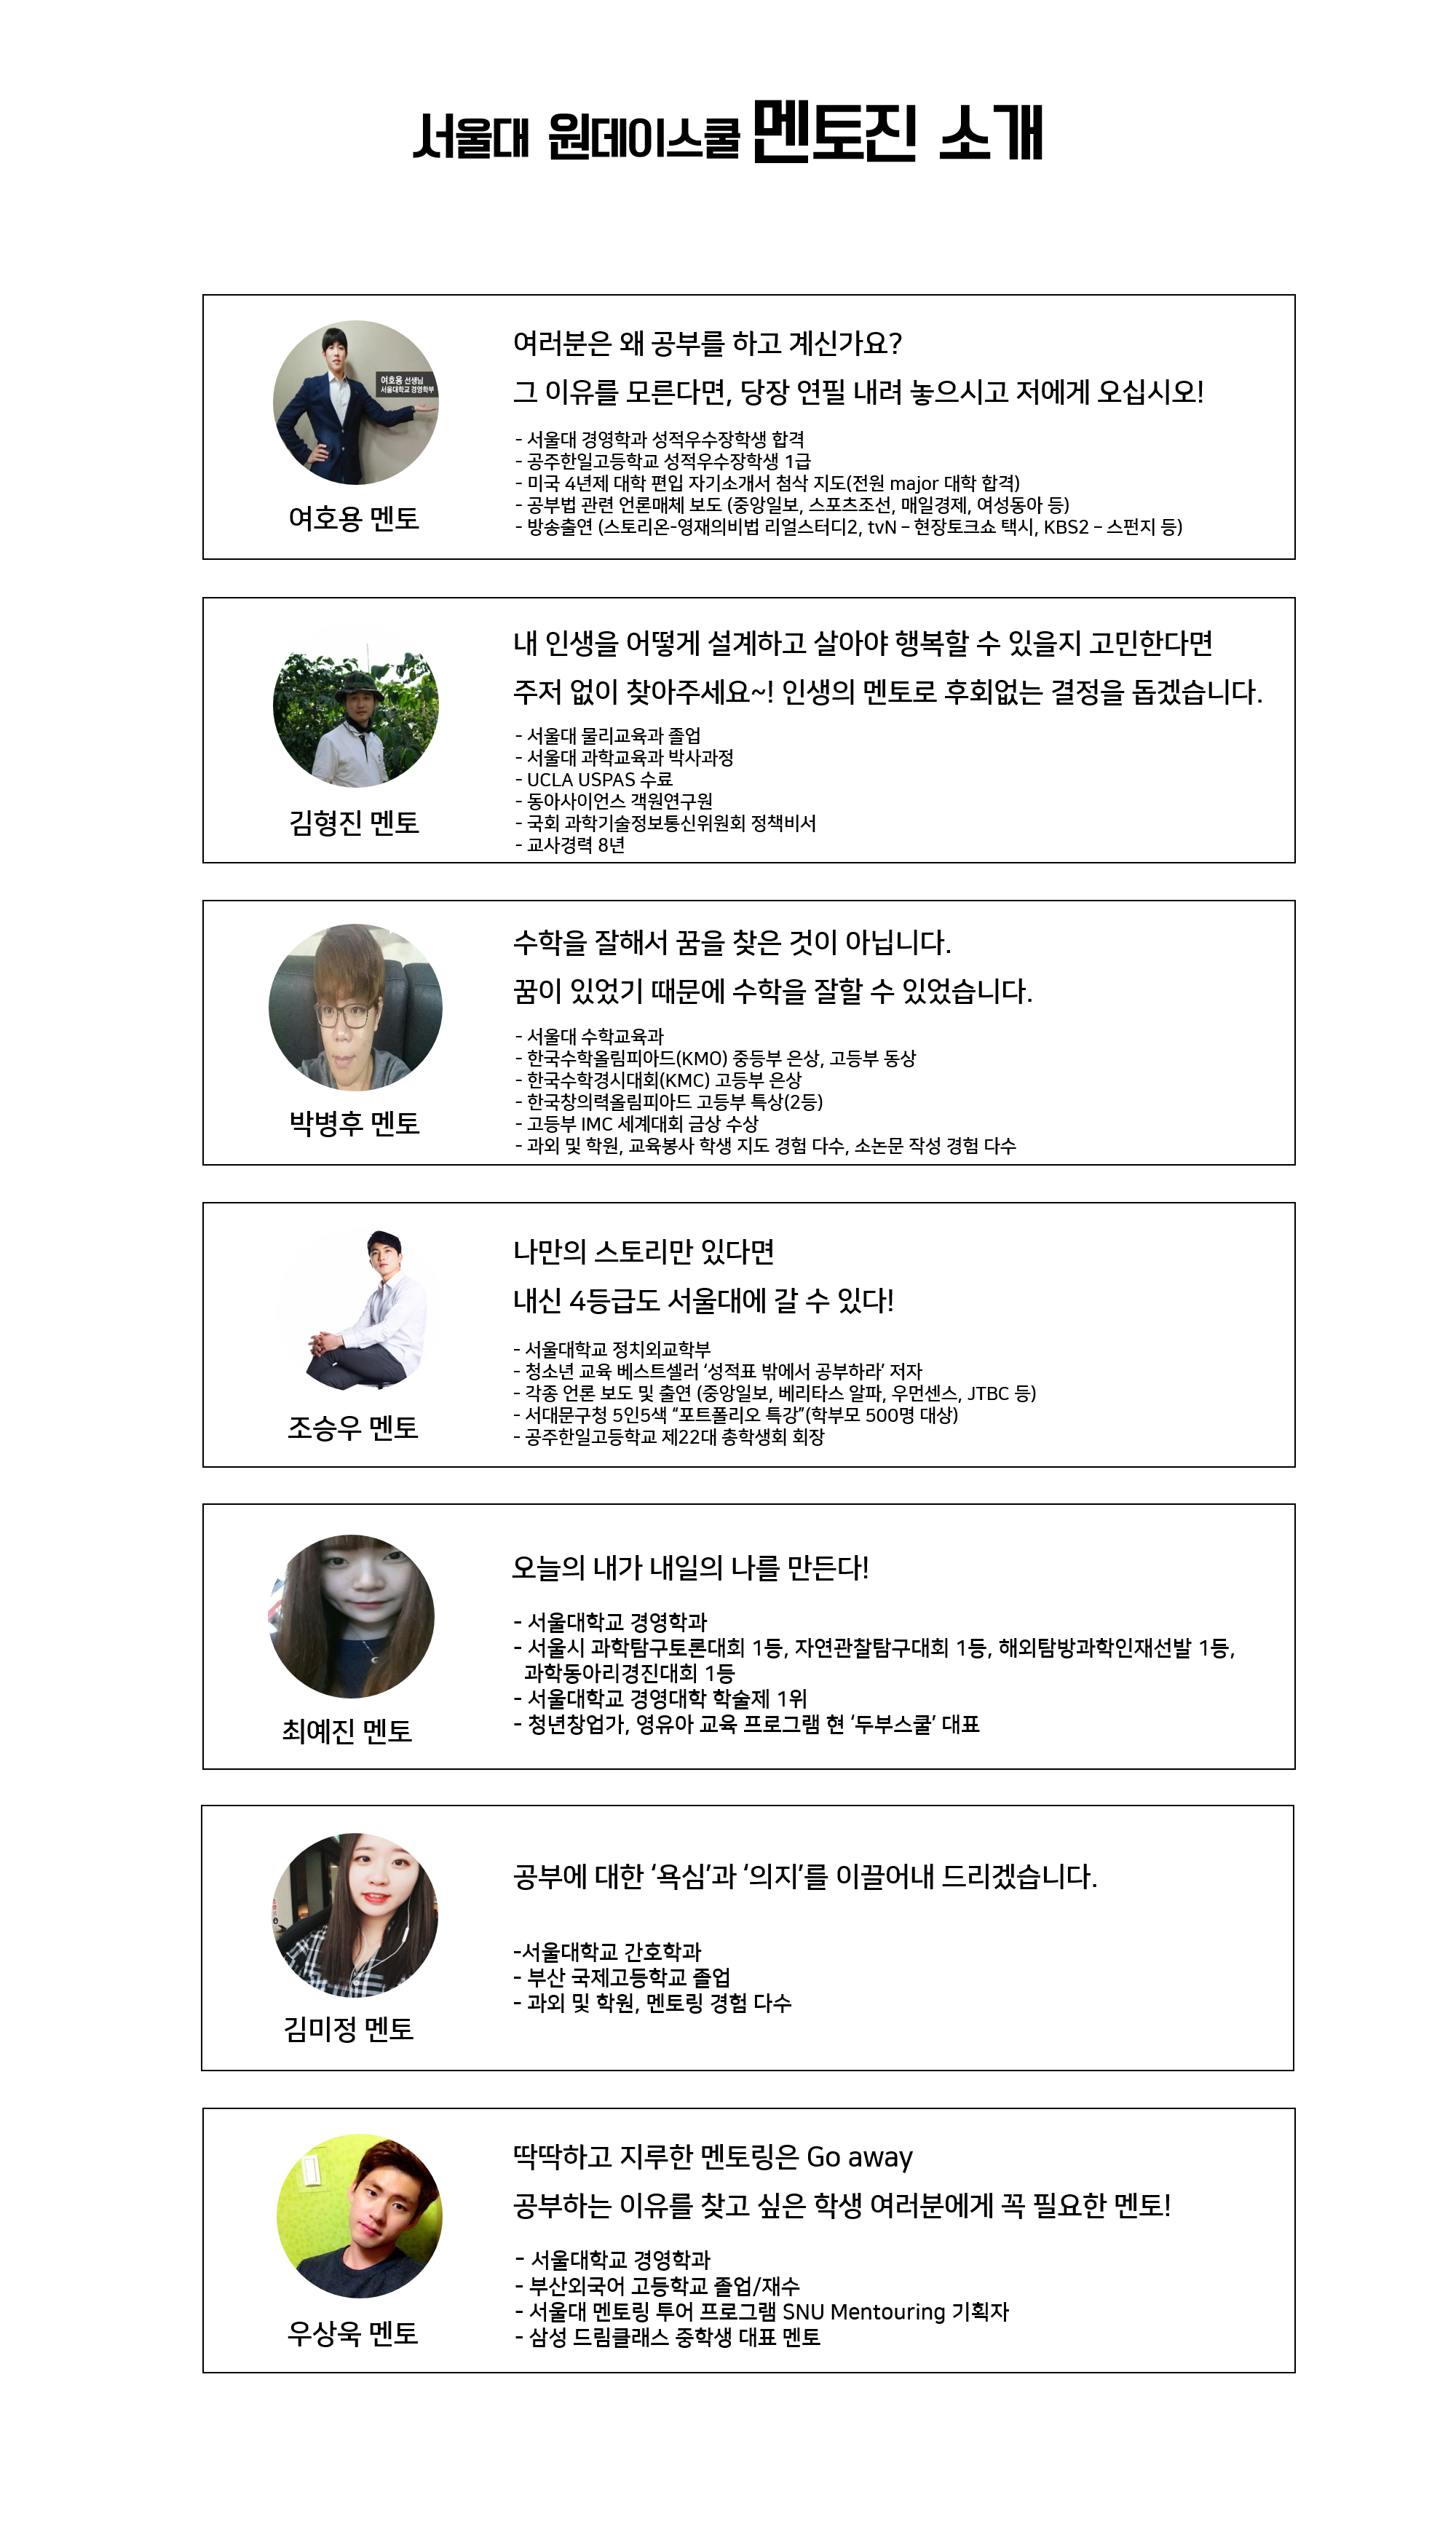 서울대 원데이스쿨 멘토진 소개
여호용 선생님
서울대학교 경영학부
여호용 멘토
여러분은 왜 공부를 하고 계신가요?
그 이유를 모른다면, 당장 연필 내려 놓으시고 저에게 오십시오!
- 서울대 경영학과 성적우수장학생 합격
- 공주한일고등학교 성적우수장학생 1급
- 미국 4년제 대학 편입 자기소개서 첨삭 지도(전원 major 대학 합격)
- 공부법 관련 언론매체 보도 (중앙일보, 스포츠조선, 매일경제, 여성동아 등)
- 방송출연 (스토리온-영재의비법 리얼스터디2, tvN – 현장토크쇼 택시, KBS2 – 스펀지 등)
김형진 멘토
내 인생을 어떻게 설계하고 살아야 행복할 수 있을지 고민한다면
주저 없이 찾아주세요~! 인생의 멘토로 후회없는 결정을 돕겠습니다.
- 서울대 물리교육과 졸업
- 서울대 과학교육과 박사과정
- UCLA USPAS 수료
- 동아사이언스 객원연구원
- 국회 과학기술정보통신위원회 정책비서
- 교사경력 8년
박병후 멘토
수학을 잘해서 꿈을 찾은 것이 아닙니다.
꿈이 있었기 때문에 수학을 잘할 수 있었습니다.
- 서울대 수학교육과
- 한국수학올림피아드(KMO) 중등부 은상, 고등부 동상
- 한국수학경시대회(KMC) 고등부 은상
- 한국창의력올림피아드 고등부 특상(2등)
- 고등부 IMC 세계대회 금상 수상
- 과외 및 학원, 교육봉사 학생 지도 경험 다수, 소논문 작성 경험 다수
조승우 멘토
나만의 스토리만 있다면
내신 4등급도 서울대에 갈 수 있다!
- 서울대학교 정치외교학부
- 청소년 교육 베스트셀러 ‘성적표 밖에서 공부하라’ 저자
- 각종 언론 보도 및 출연 (중앙일보, 베리타스 알파, 우먼센스, JTBC 등)
- 서대문구청 5인5색 “포트폴리오 특강”(학부모 500명 대상)
- 공주한일고등학교 제22대 총학생회 회장
최예진 멘토
오늘의 내가 내일의 나를 만든다!
- 서울대학교 경영학과
- 서울시 과학탐구토론대회 1등, 자연관찰탐구대회 1등, 해외탐방과학인재선발 1등,
과학동아리경진대회 1등
- 서울대학교 경영대학 학술제 1위
- 청년창업가, 영유아 교육 프로그램 현 ‘두부스쿨’ 대표
김미정 멘토
공부에 대한 ‘욕심’과 ‘의지’를 이끌어내 드리겠습니다.
-서울대학교 간호학과
- 부산 국제고등학교 졸업
- 과외 및 학원, 멘토링 경험 다수
우상욱 멘토
딱딱하고 지루한 멘토링은 Go away
공부하는 이유를 찾고 싶은 학생 여러분에게 꼭 필요한 멘토!
- 서울대학교 경영학과
- 부산외국어 고등학교 졸업/재수
- 서울대 멘토링 투어 프로그램 SNU Mentouring 기획자
- 삼성 드림클래스 중학생 대표 멘토